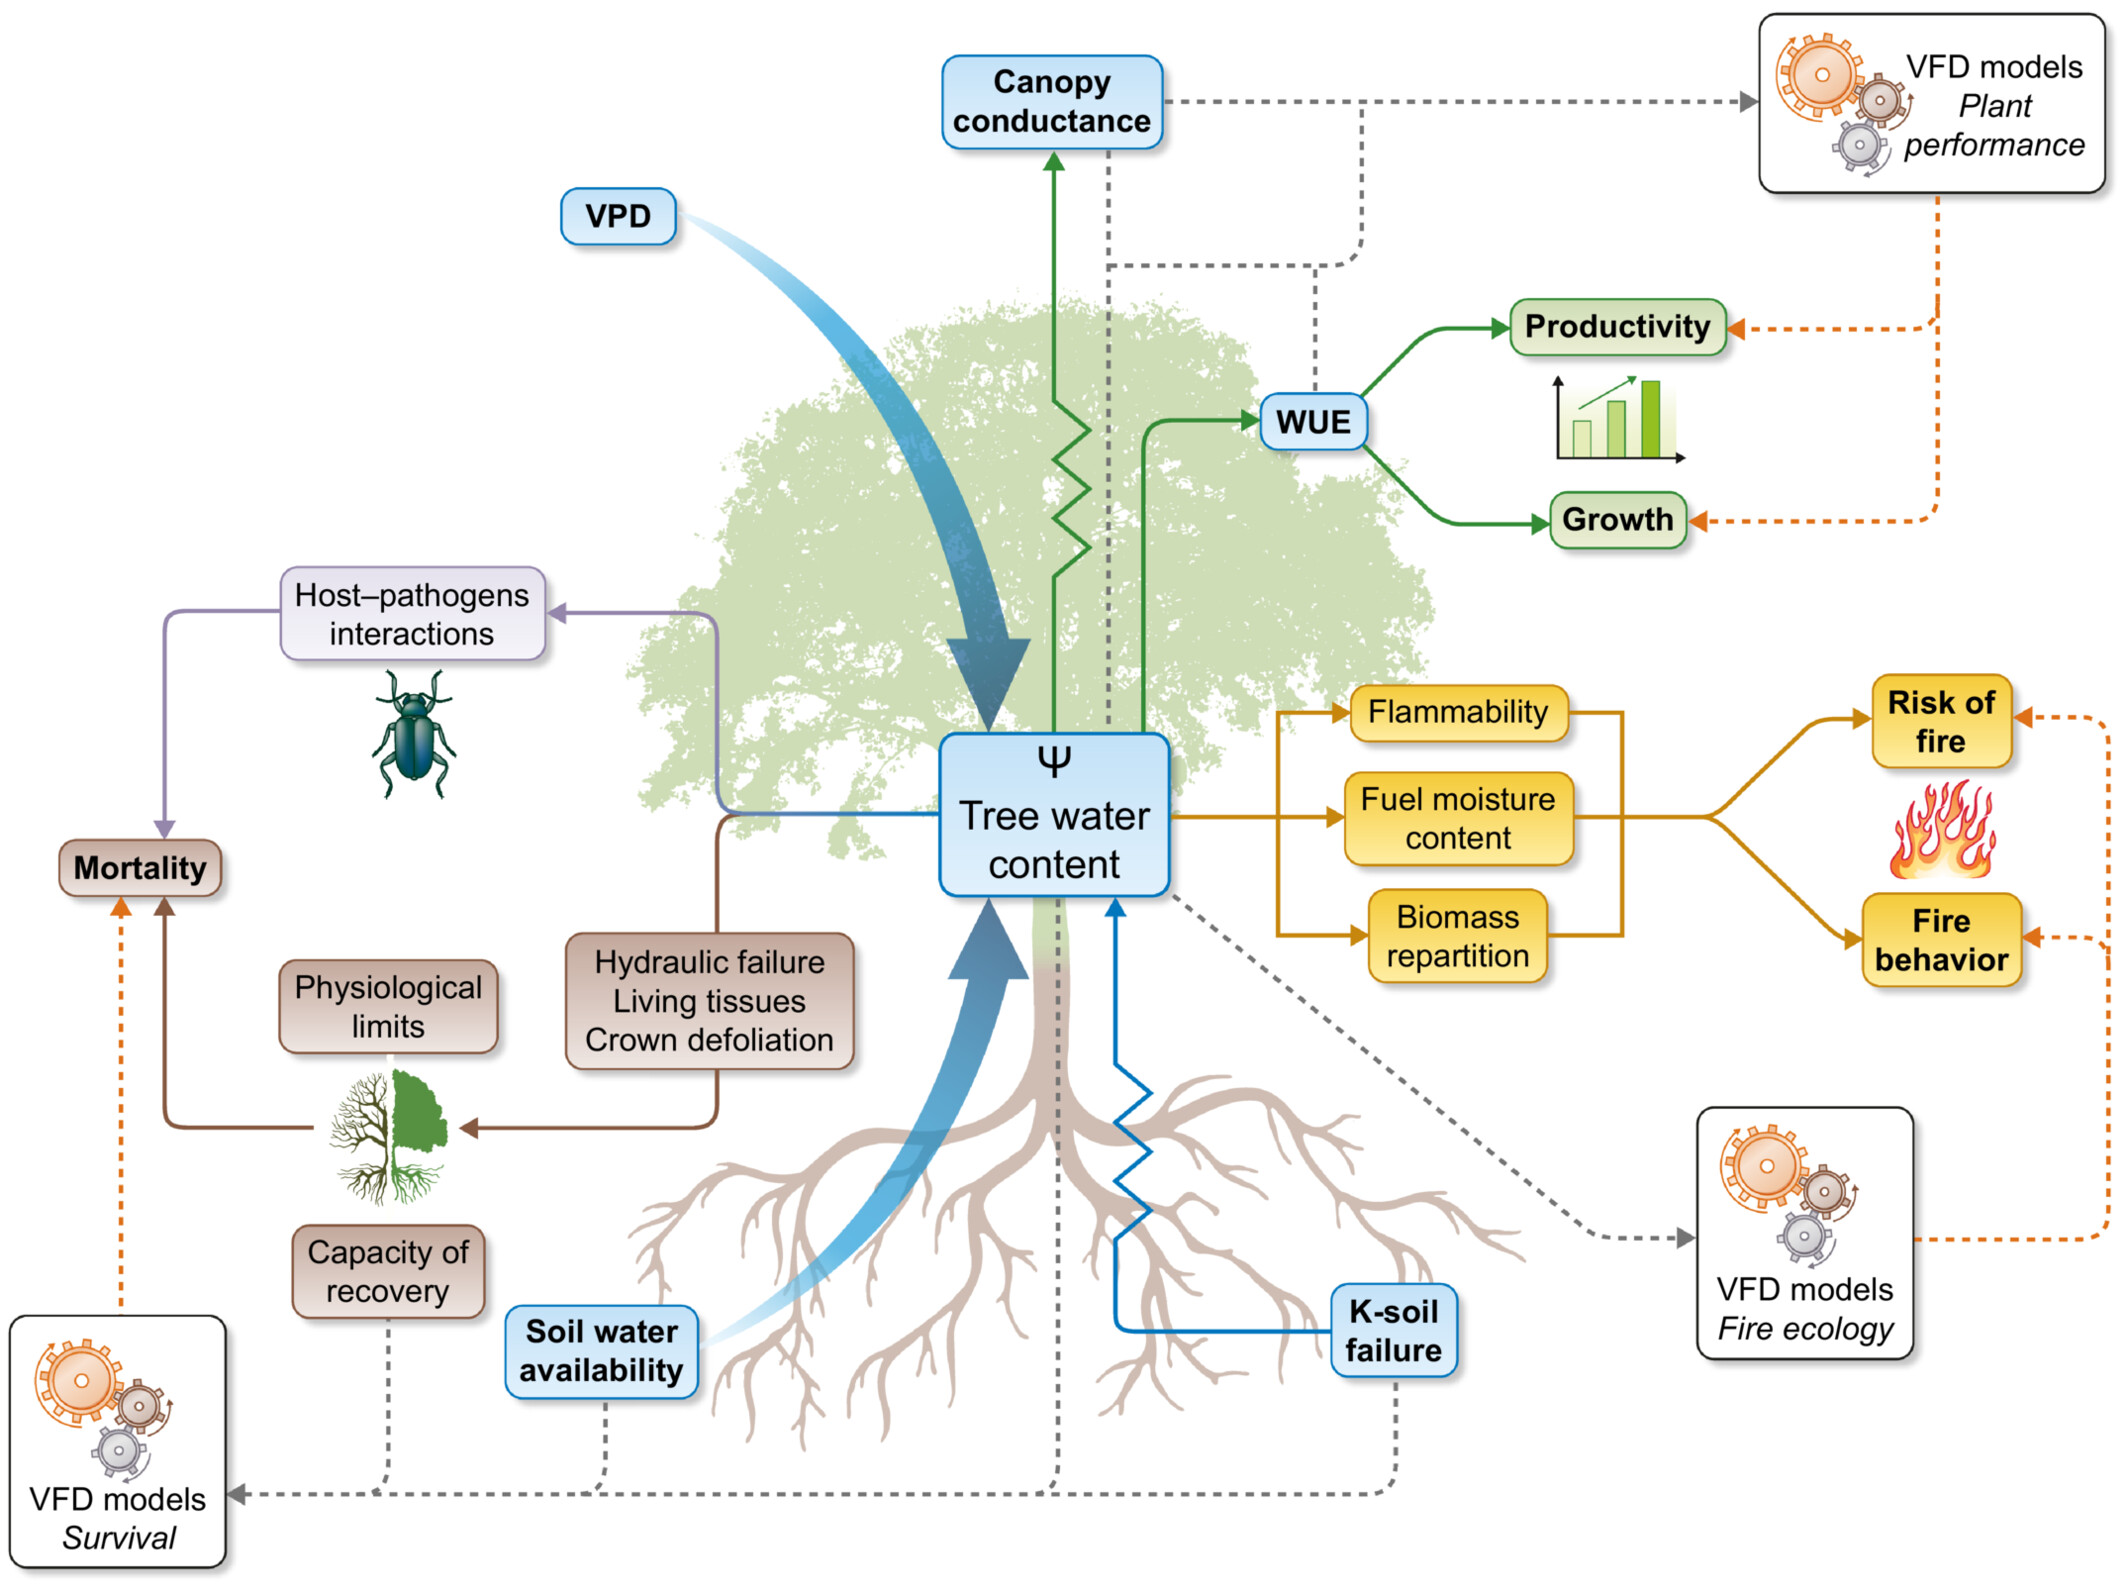 Canopy
conductance
VFD models
Plant
performance
VPD
Productivity
WUE
Growth
Host–pathogens
interactions
Ψ
Tree water
content
Flammability
Fuel moisture
content
Biomass
repartition
Risk of
fire
Fire
behavior
Mortality
Physiological
limits
Hydraulic failure
Living tissues
Crown defoliation
Capacity of
recovery
Soil water
availability
K-soil
failure
VFD models
Fire ecology
VFD models
Survival